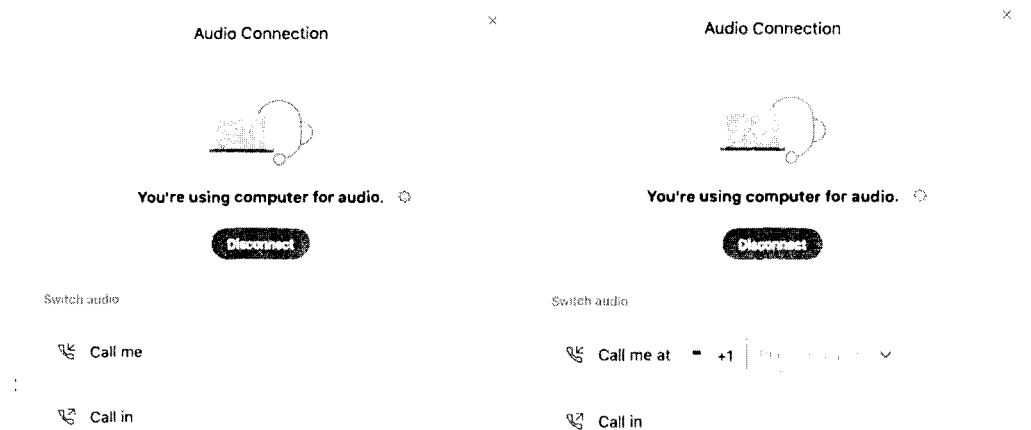 Audio Connection
You're using computer for audio.
Disconnect
Switch audio
Call me
Call in
Audio Connection
You're using computer for audio.
Disconnect
Switch audio
Call me at +1
Call in